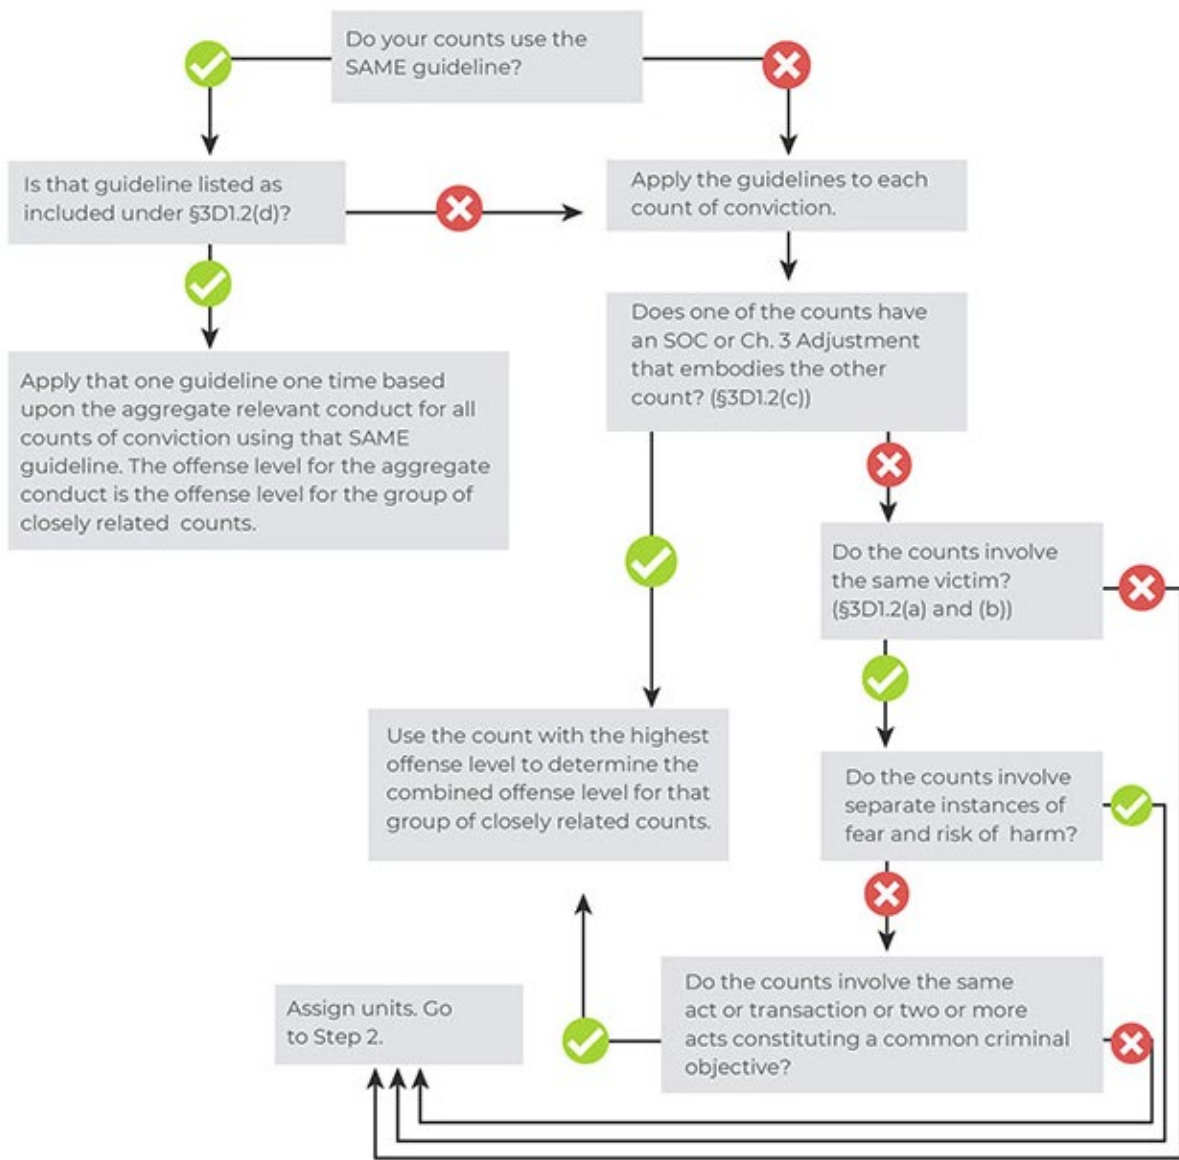 Do your counts use the
SAME guideline?
Is that guideline listed as
included under §3D1.2(d)?
Apply the guidelines to each
count of conviction.
Does one of the counts have
an SOC or Ch. 3 Adjustment
that embodies the other
count? (§3D1.2(c))
Apply that one guideline one time based
upon the aggregate relevant conduct for all
counts of conviction using that SAME
guideline. The offense level for the aggregate
conduct is the offense level for the group of
closely related counts.
Do the counts involve
the same victim?
(§3D1.2(a) and (b))
Use the count with the highest
offense level to determine the
combined offense level for that
group of closely related counts.
Do the counts involve
separate instances of
fear and risk of harm?
Do the counts involve the same
act or transaction or two or more
acts constituting a common criminal
objective?
Assign units. Go
to Step 2.